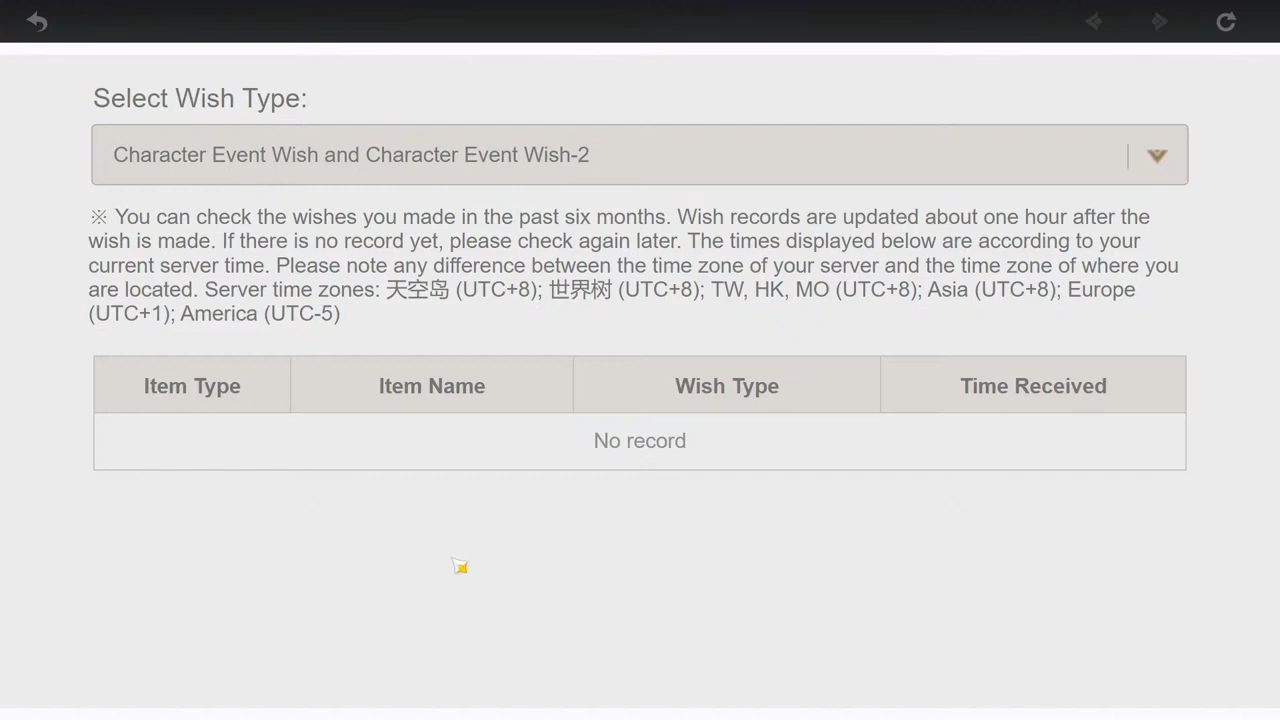 Select Wish Type:
Character Event Wish and Character Event Wish-2
※ You can check the wishes you made in the past six months. Wish records are updated about one hour after the
wish is made. If there is no record yet, please check again later. The times displayed below are according to your
current server time. Please note any difference between the time zone of your server and the time zone of where you
are located. Server time zones: 天空岛 (UTC+8); 世界树 (UTC+8); TW, HK, MO (UTC+8); Asia (UTC+8); Europe
(UTC+1); America (UTC-5)
Item Type Item Name Wish Type Time Received
No record